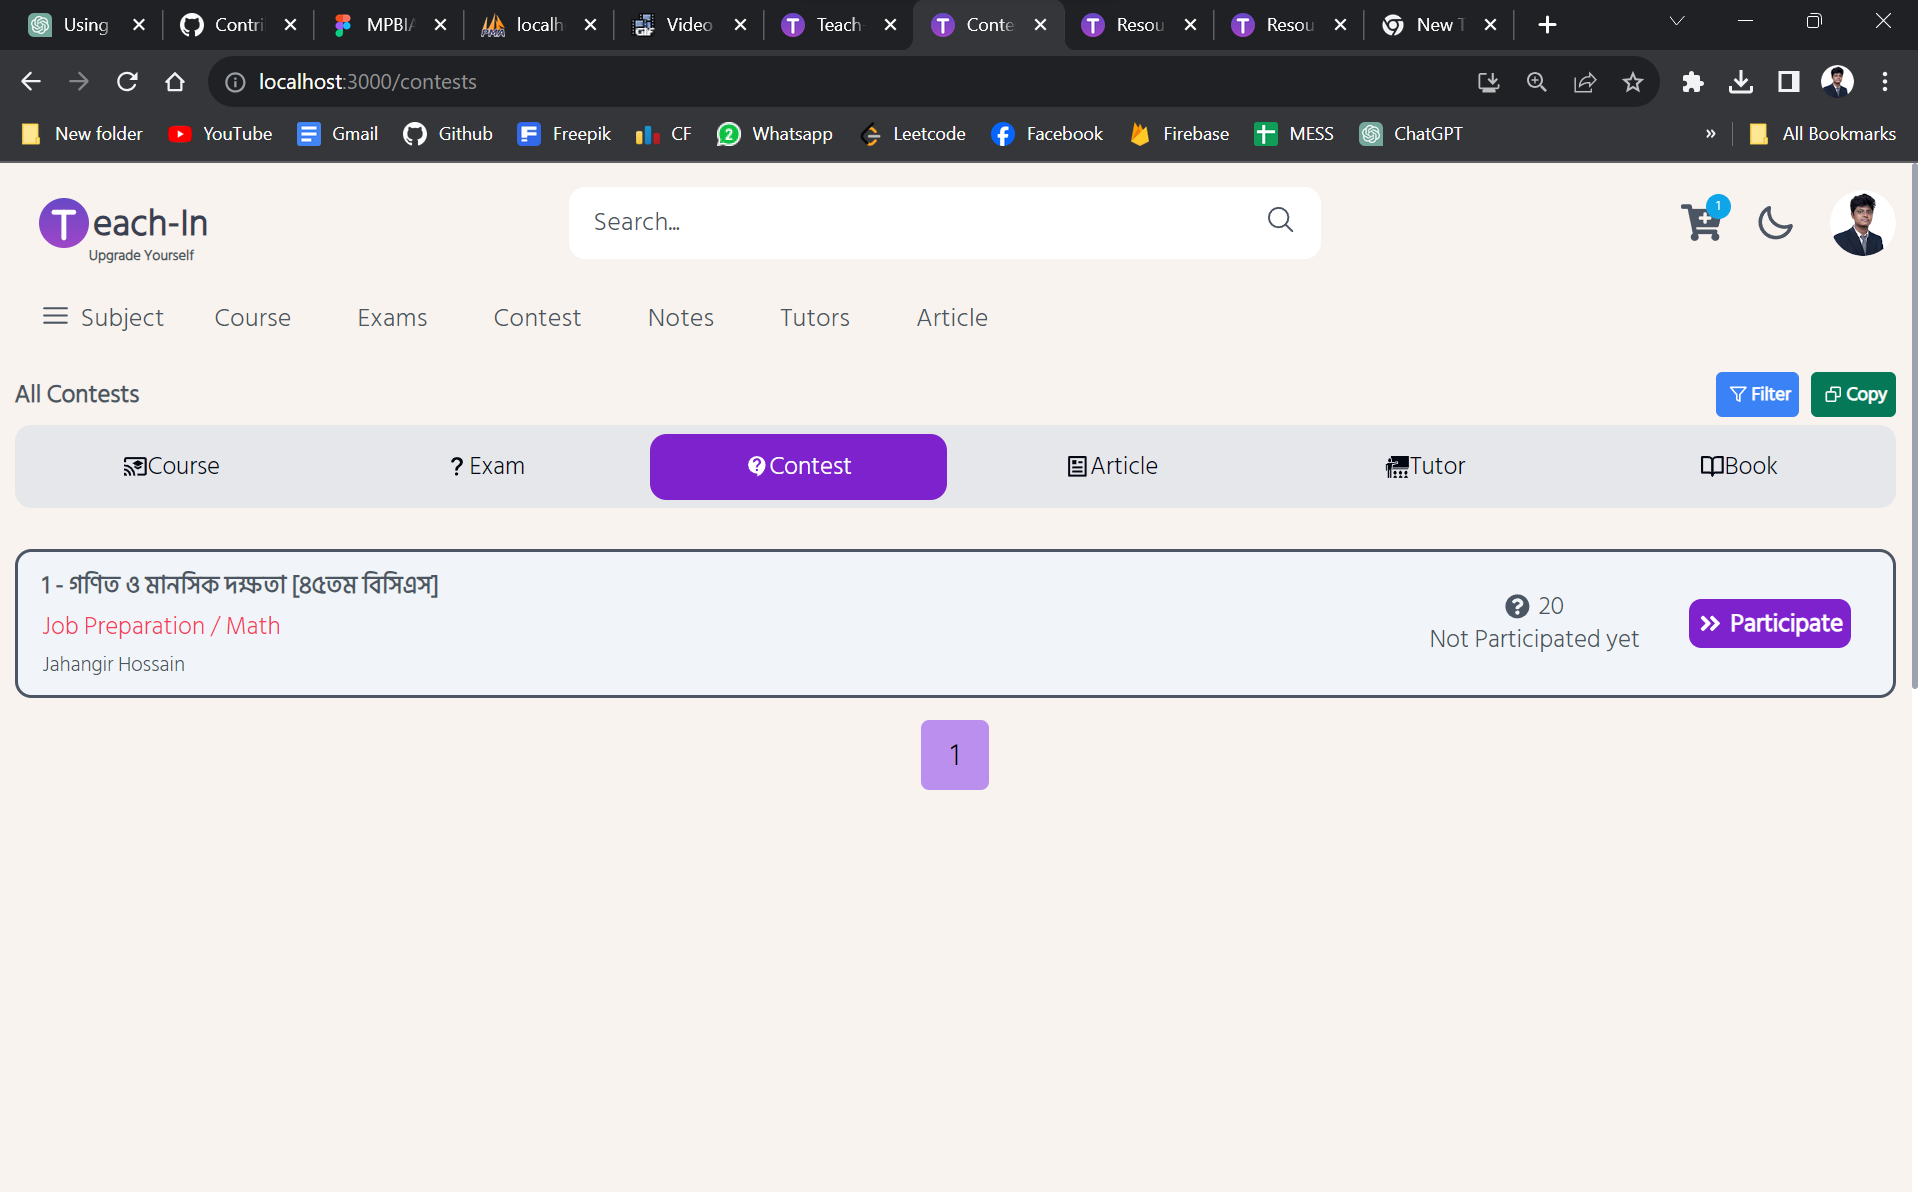 Using
Contri
MPBIA
localh
Video
Teach-
Conte
Resou
Resou
New T
localhost:3000/contests
New folder
YouTube
Gmail
Github
Freepik
CF
2
Whatsapp
Leetcode
Facebook
Firebase
MESS
ChatGPT
»
All Bookmarks
Teach-In
Upgrade Yourself
Search...
1
Subject
Course
Exams
Contest
Notes
Tutors
Article
All Contests
Filter
Copy
Course
? Exam
Contest
Article
Tutor
Book
1 - গণিত ও মানসিক দক্ষতা [৪৫তম বিসিএস]
Job Preparation / Math
Jahangir Hossain
20
Not Participated yet
Participate
1